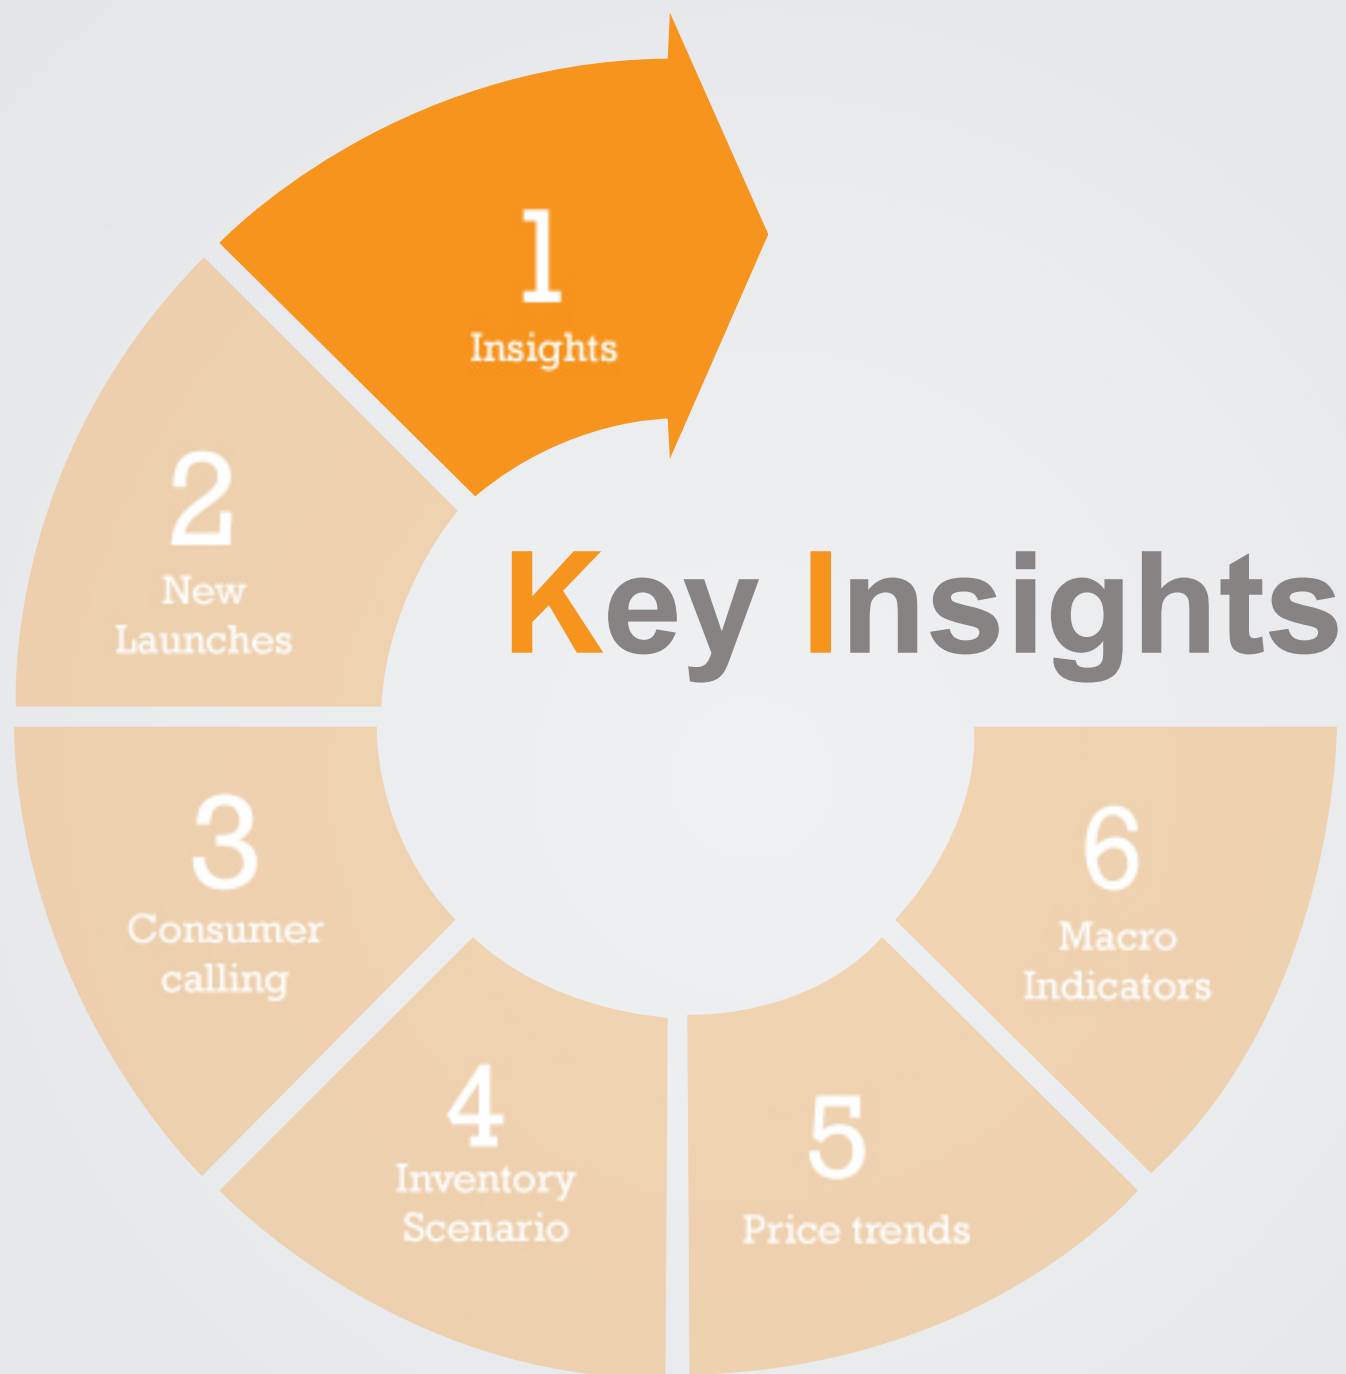 1
Insights
2
New
Launches
Key Insights
3
Consumer
calling
4
Inventory
Scenario
5
Price trends
6
Macro
Indicators